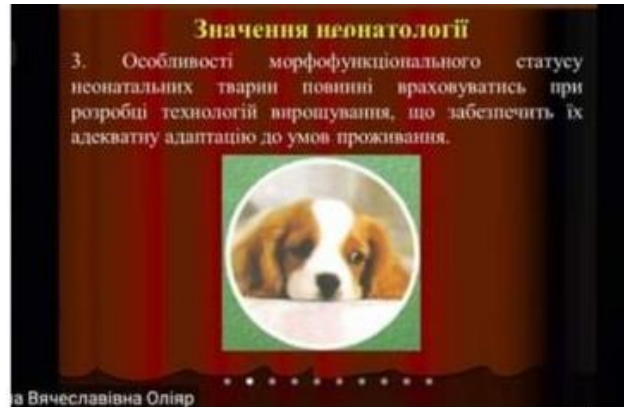 Значення неонатології
3. Особливості морфофункціонального статусу
неонатальних тварин повинні враховуватись при
розробці технологій вирощування, що забезпечить їх
адекватну адаптацію до умов проживання.
на Вячеславівна Оліяр